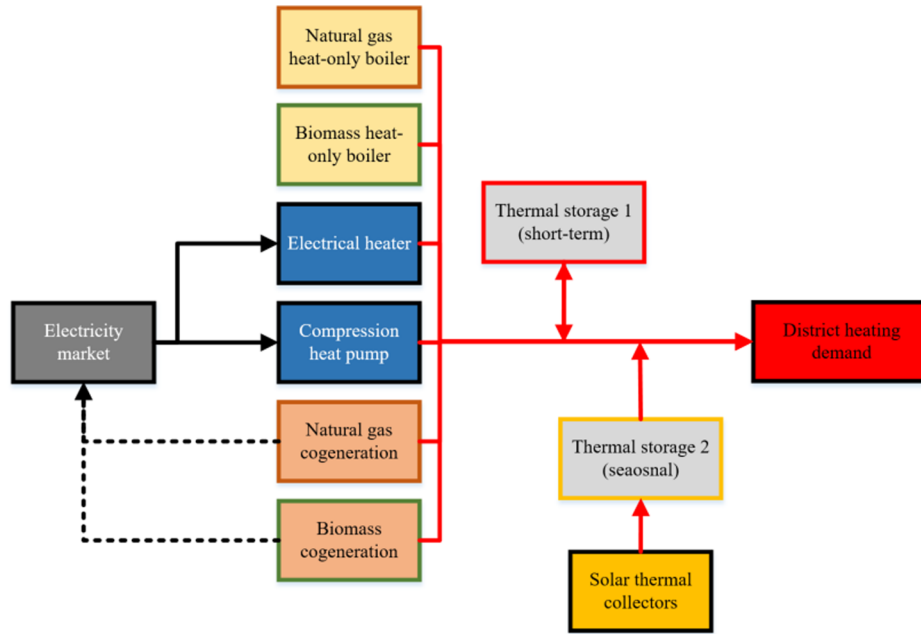 Natural gas
heat-only boiler
Biomass heat-
only boiler
Electrical heater
Thermal storage 1
(short-term)
Electricity
market
Compression
heat pump
District heating
demand
Natural gas
cogeneration
Thermal storage 2
(seaosnal)
Biomass
cogeneration
Solar thermal
collectors